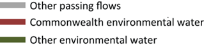 Other passing flows
Commonwealth environmental water
Other environmental water